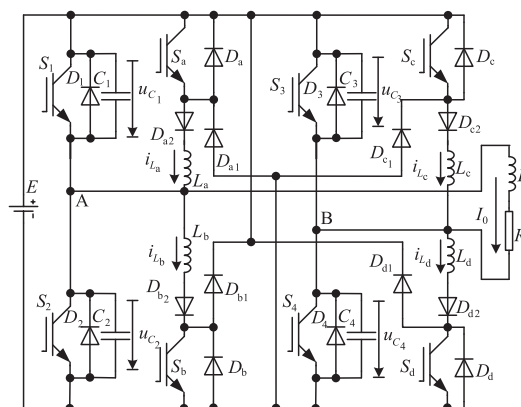 S1 D1 C1 uC1 Sa Da S3 D3 C3 uC3 Sc Dc
Da2 Da1 Dc1 Dc2
iLa La iLc Lc L
E A B I0 R
iLb Lb iLd Ld
Db2 Db1 Dd1 Dd2
S2 D2 C2 uC2 Sb Db S4 D4 C4 uC4 Sd Dd